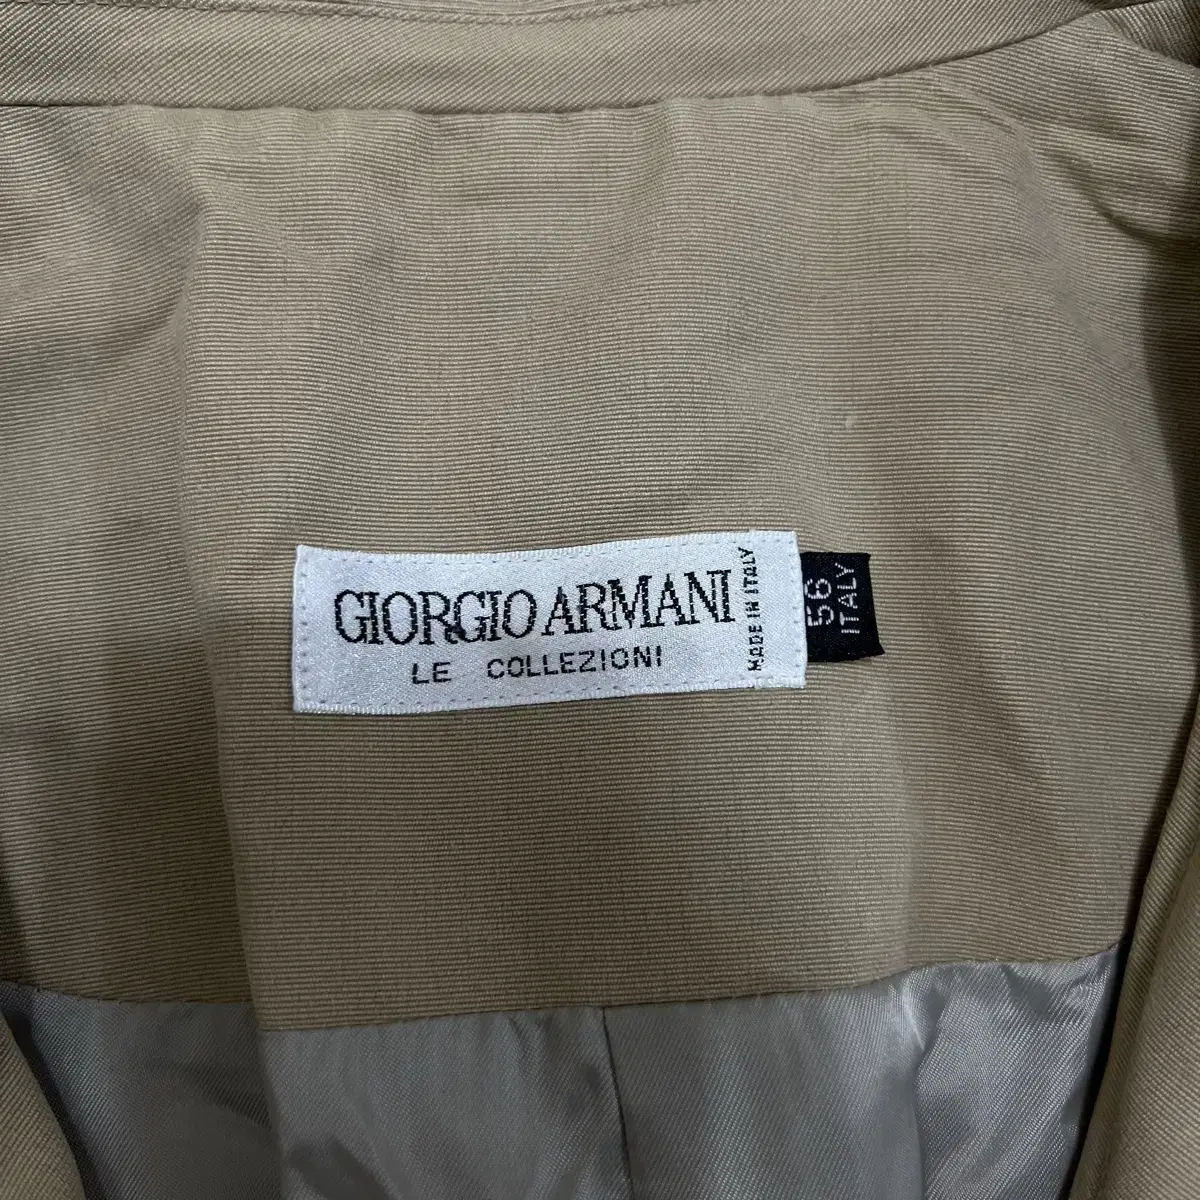 GIORGIO ARMANI
LE COLLEZIONI
MADE IN ITALY
56
ITALY